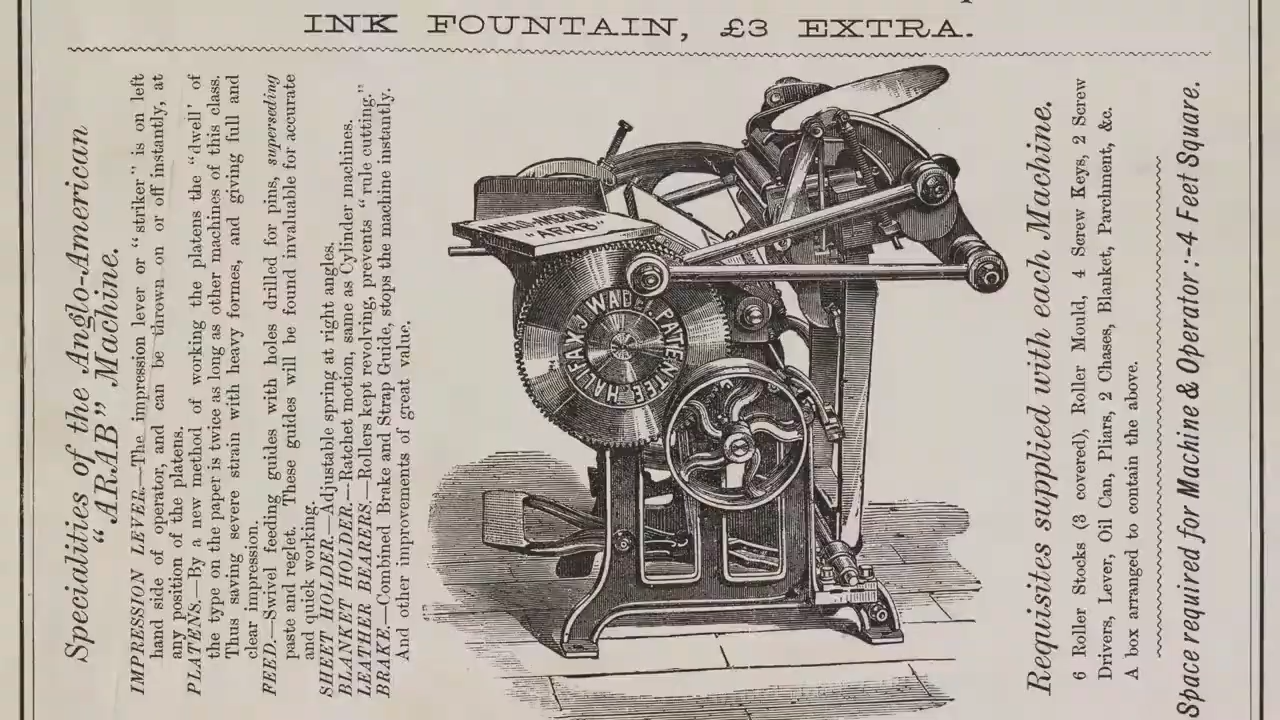 INK FOUNTAIN, £3 EXTRA.
Specialities of the Anglo-American
"ARAB" Machine.
IMPRESSION LEVER.—The impression lever or "striker" is on left
hand side of operator, and can be thrown on or off instantly, at
any position of the platens.
PLATENS.—By a new method of working the platens the "dwell" of
the type on the paper is twice as long as other machines of this class.
Thus saving severe strain with heavy formes, and giving full and
clear impression.
FEED.—Swivel feeding guides with holes drilled for pins, superseding
paste and reglet. These guides will be found invaluable for accurate
and quick working.
SHEET HOLDER.—Adjustable spring at right angles.
BLANKET HOLDER.—Ratchet motion, same as Cylinder machines.
LEATHER BEARERS.—Rollers kept revolving, prevents "rule cutting."
BRAKE.—Combined Brake and Strap Guide, stops the machine instantly.
And other improvements of great value.
ANGLO-AMERICAN
"ARAB"
J. WADE. PATENTEE HALIFAX
Requisites supplied with each Machine.
6 Roller Stocks (3 covered), Roller Mould, 4 Screw Keys, 2 Screw
Drivers, Lever, Oil Can, Pliars, 2 Chases, Blanket, Parchment, &c.
A box arranged to contain the above.
Space required for Machine & Operator:-4 Feet Square.